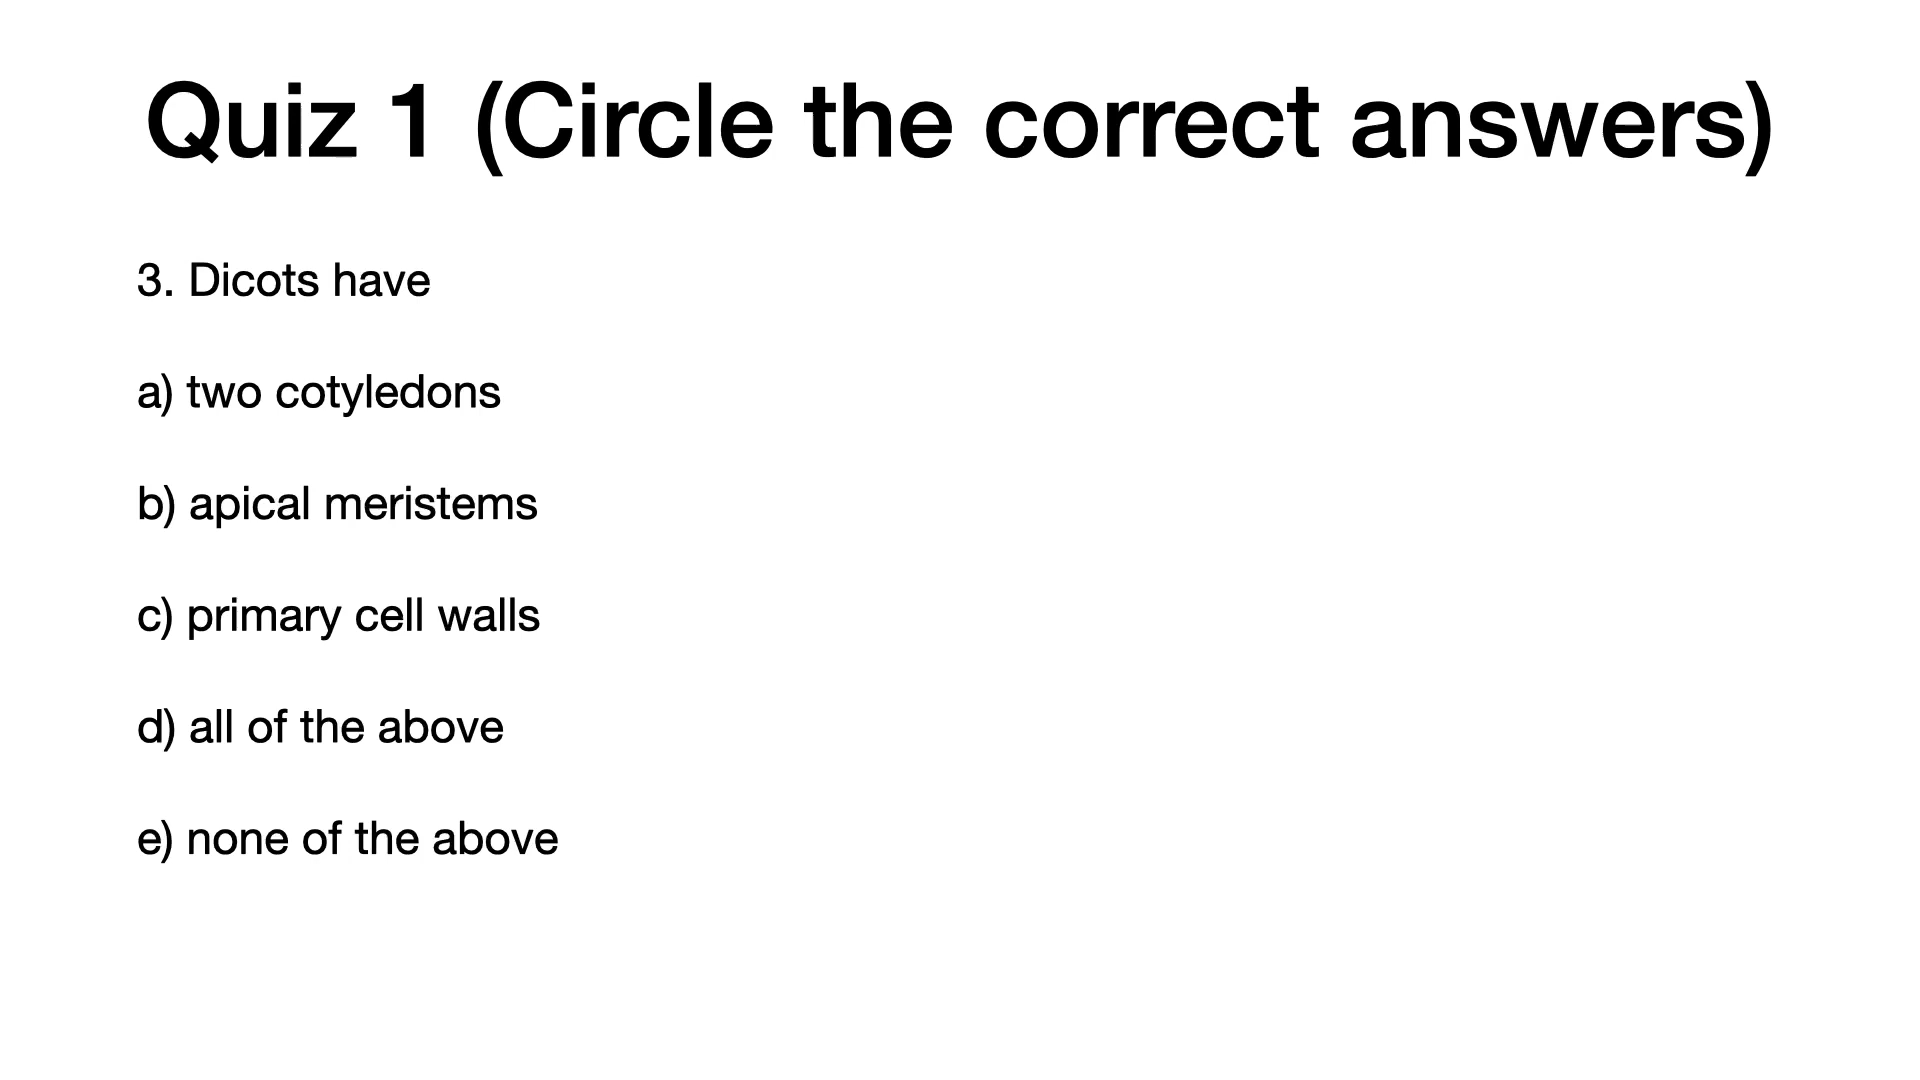 Quiz 1 (Circle the correct answers)
3. Dicots have
a) two cotyledons
b) apical meristems
c) primary cell walls
d) all of the above
e) none of the above